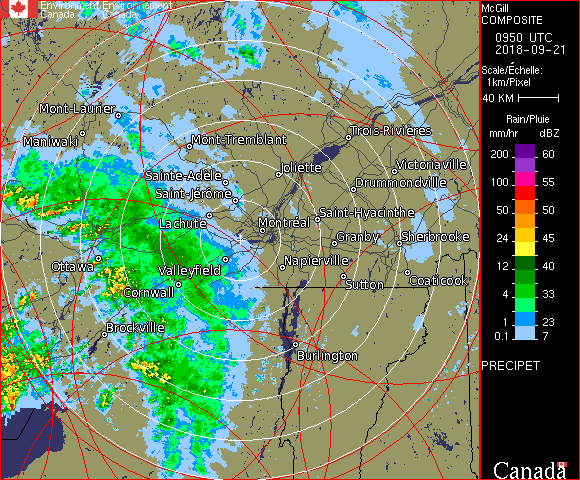 Environment Environnement
Canada Canada
McGill
COMPOSITE
0950 UTC
2018-09-21
Scale/Échelle:
1km/Pixel
40 KM
Rain/Pluie
mm/hr dBZ
200 60
150 57
100 55
50 50
24 45
12 40
4 33
1 23
0.1 7
PRECIPET
Mont-Laurier
Maniwaki
Mont-Tremblant
Trois-Rivières
Joliette
Victoriaville
Sainte-Adèle
Drummondville
Saint-Jérôme
Saint-Hyacinthe
Lachute
Montréal
Granby
Sherbrooke
Ottawa
Valleyfield
Napierville
Cornwall
Sutton
Coaticook
Brockville
Burlington
Canada